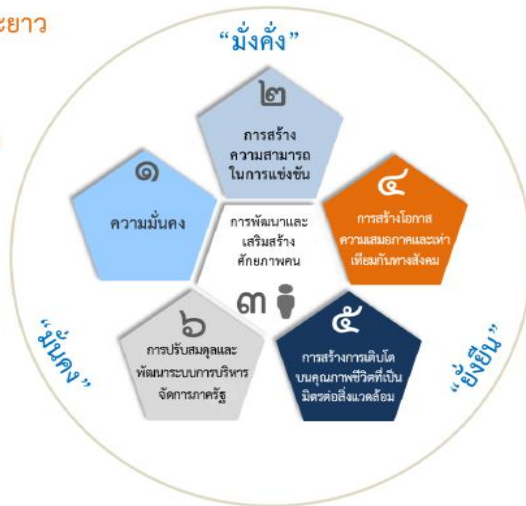 ะยาว
“มั่งคั่ง”
๒
การสร้าง
ความสามารถ
ในการแข่งขัน
๑
ความมั่นคง
๔
การสร้างโอกาส
ความเสมอภาคและเท่า
เทียมกันทางสังคม
การพัฒนาและ
เสริมสร้าง
ศักยภาพคน
๓
๖
การปรับสมดุลและ
พัฒนาระบบการบริหาร
จัดการภาครัฐ
๕
การสร้างการเติบโต
บนคุณภาพชีวิตที่เป็น
มิตรต่อสิ่งแวดล้อม
“มั่นคง”
“ยั่งยืน”